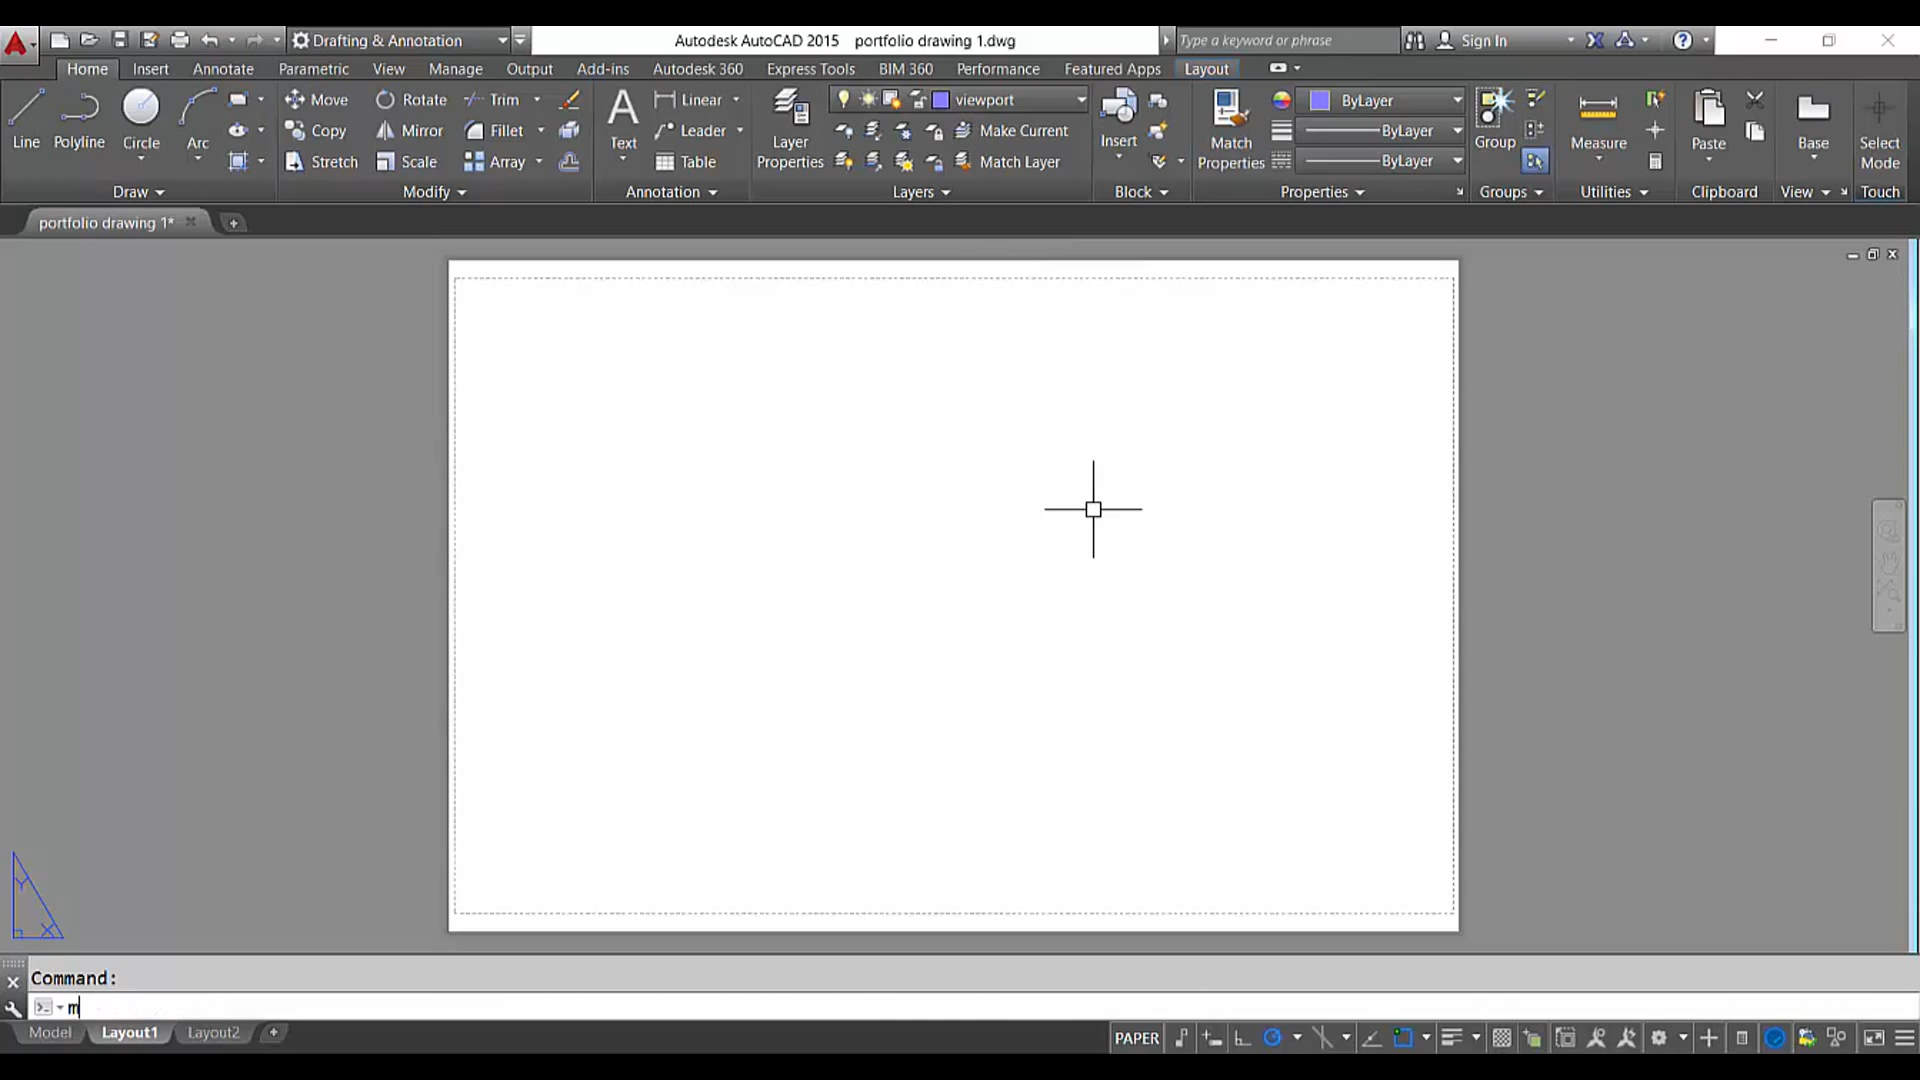 Drafting & Annotation
Autodesk AutoCAD 2015 portfolio drawing 1.dwg
Type a keyword or phrase
Sign In
Home Insert Annotate Parametric View Manage Output Add-ins Autodesk 360 Express Tools BIM 360 Performance Featured Apps Layout
Line Polyline Circle Arc
Move Rotate Trim
Copy Mirror Fillet
Stretch Scale Array
Text
Linear
Leader
Table
Layer Properties
viewport
Make Current
Match Layer
Insert
Match Properties
ByLayer
ByLayer
ByLayer
Group
Measure
Paste
Base
Select Mode
Draw Modify Annotation Layers Block Properties Groups Utilities Clipboard View Touch
portfolio drawing 1*
Y
X
Command:
m
Model Layout1 Layout2
PAPER